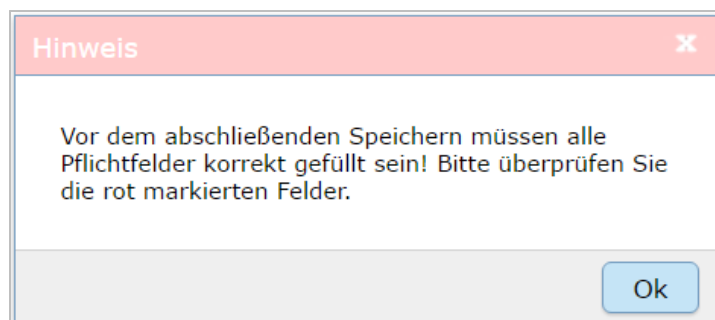 Hinweis x
Vor dem abschließenden Speichern müssen alle
Pflichtfelder korrekt gefüllt sein! Bitte überprüfen Sie
die rot markierten Felder.
Ok